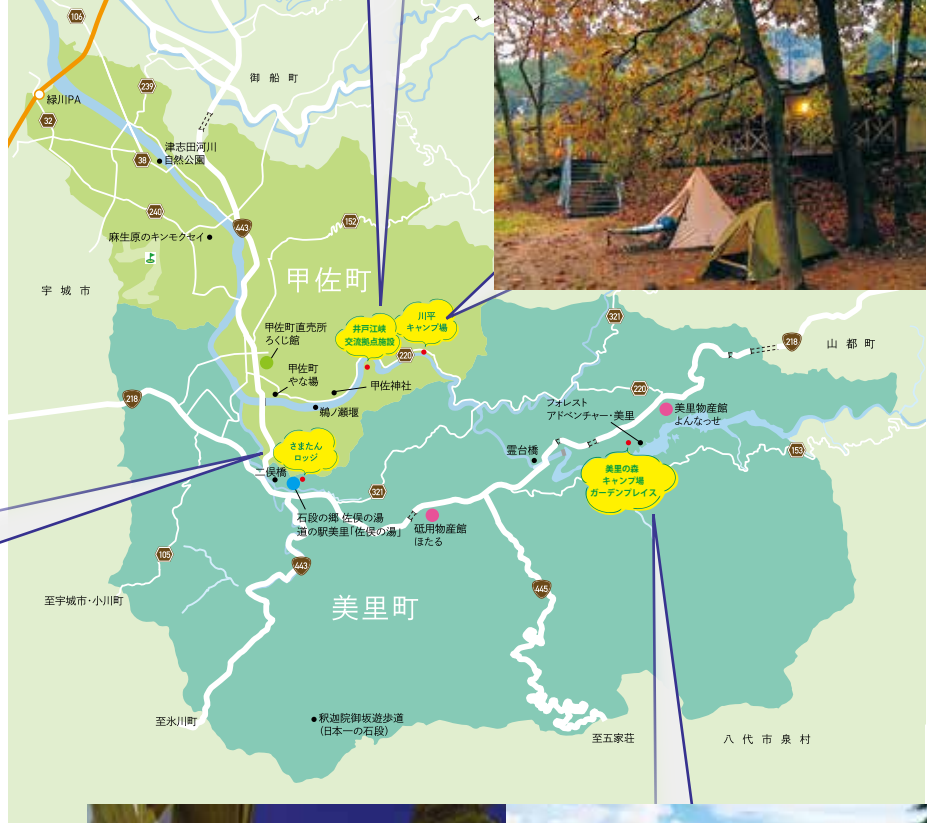 106
御船町
緑川PA
239
32
津志田河川
自然公園
38
240
152
443
麻生原のキンモクセイ
宇城市
甲佐町
井戸江峡
交流拠点施設
川平
キャンプ場
220
321
218
山都町
甲佐町直売所
ろくじ館
甲佐町
やな場
甲佐神社
鵜ノ瀬堰
218
220
フォレスト
アドベンチャー・美里
美里物産館
よんなっせ
153
さまたん
ロッジ
二俣橋
霊台橋
美里の森
キャンプ場
ガーデンプレイス
321
石段の郷 佐俣の湯
道の駅美里「佐俣の湯」
砥用物産館
ほたる
105
443
445
至宇城市・小川町
美里町
至氷川町
釈迦院御坂遊歩道
(日本一の石段)
至五家荘
八代市泉村